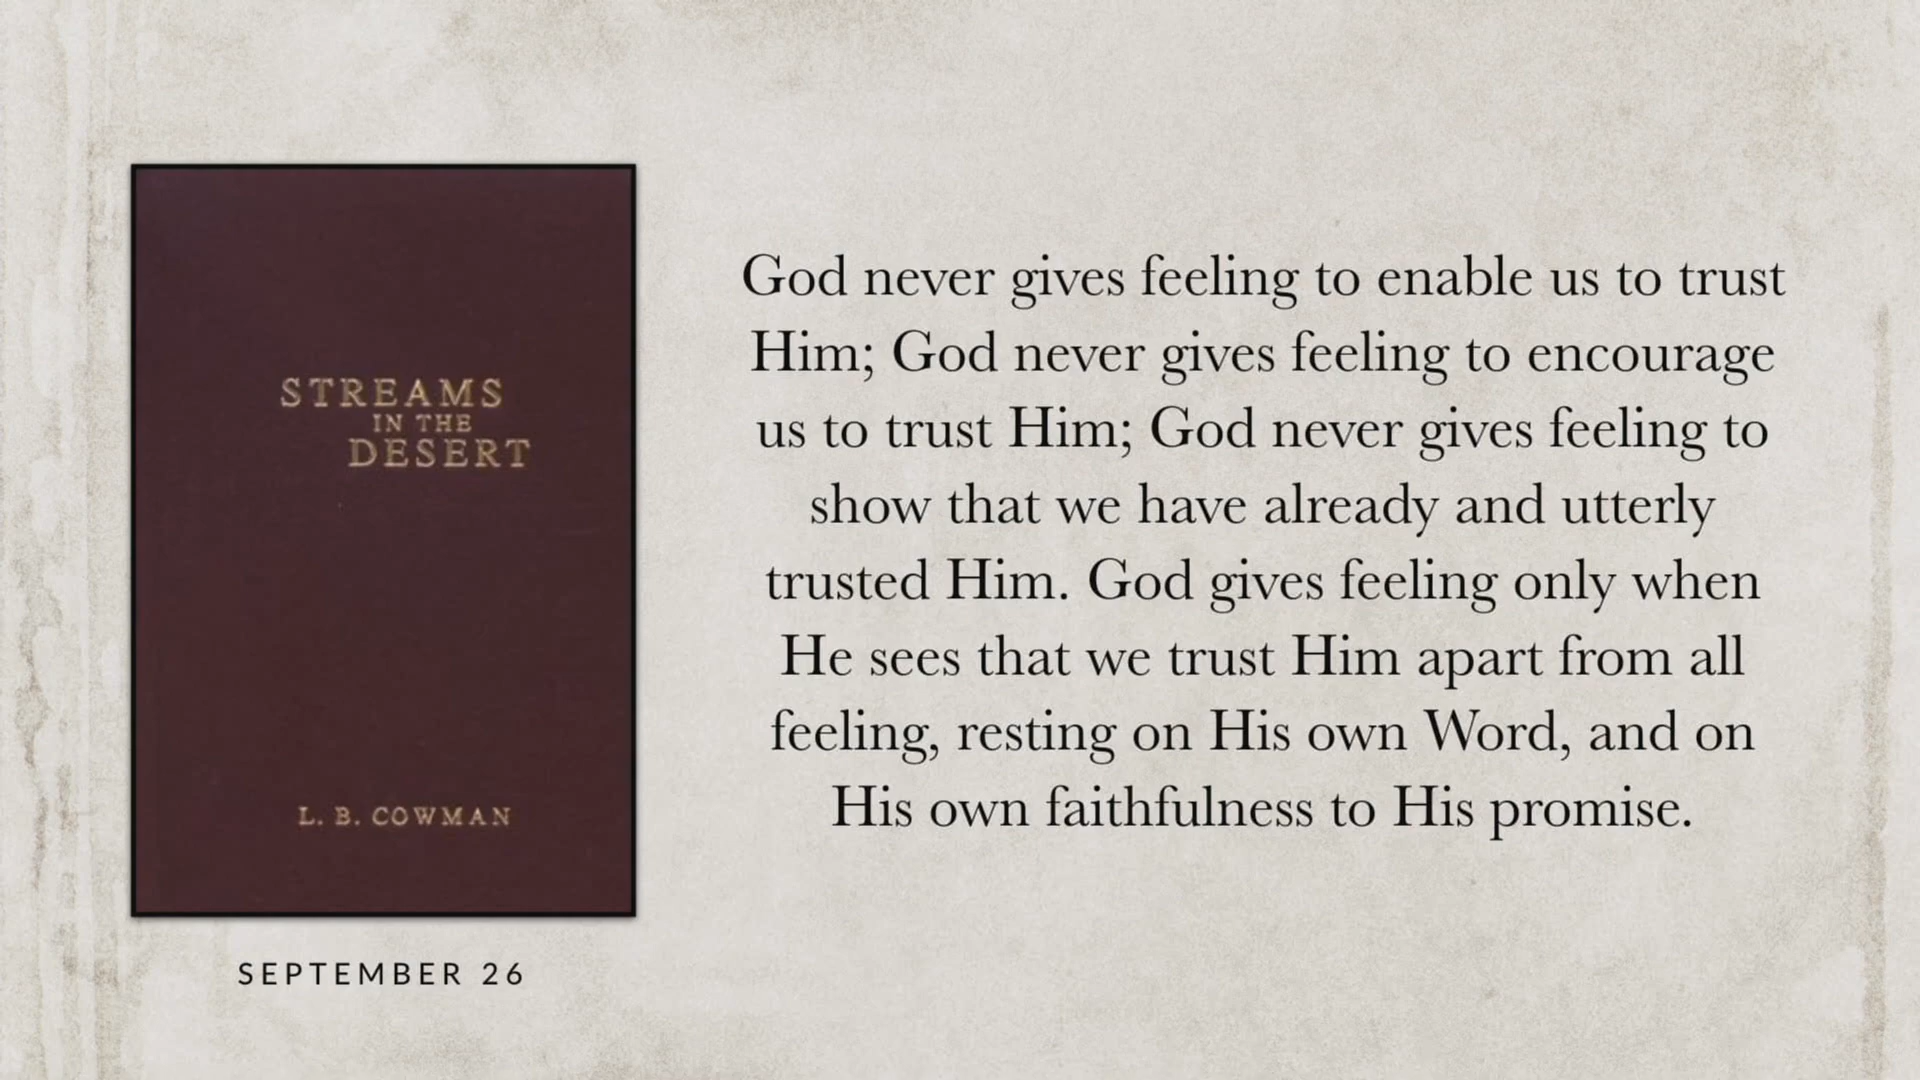 STREAMS
IN THE
DESERT
L. B. COWMAN
SEPTEMBER 26
God never gives feeling to enable us to trust
Him; God never gives feeling to encourage
us to trust Him; God never gives feeling to
show that we have already and utterly
trusted Him. God gives feeling only when
He sees that we trust Him apart from all
feeling, resting on His own Word, and on
His own faithfulness to His promise.